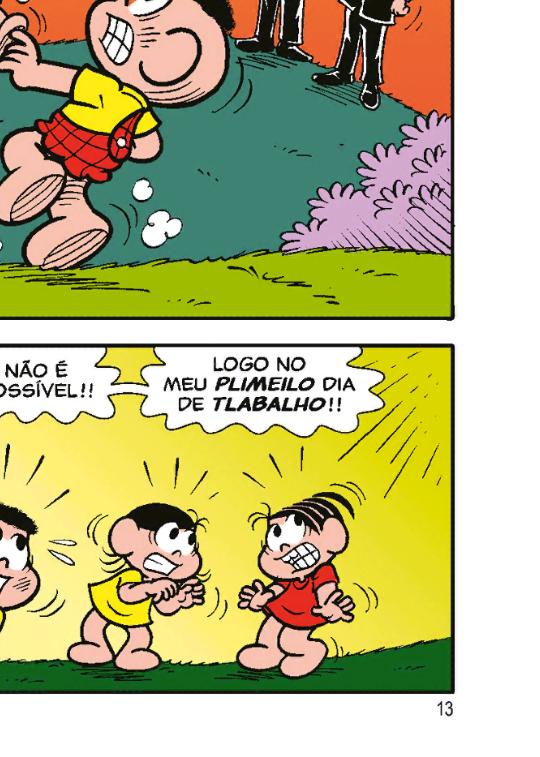 NÃO É
OSSÍVEL!!
LOGO NO
MEU PLIMEILO DIA
DE TLABALHO!!
13